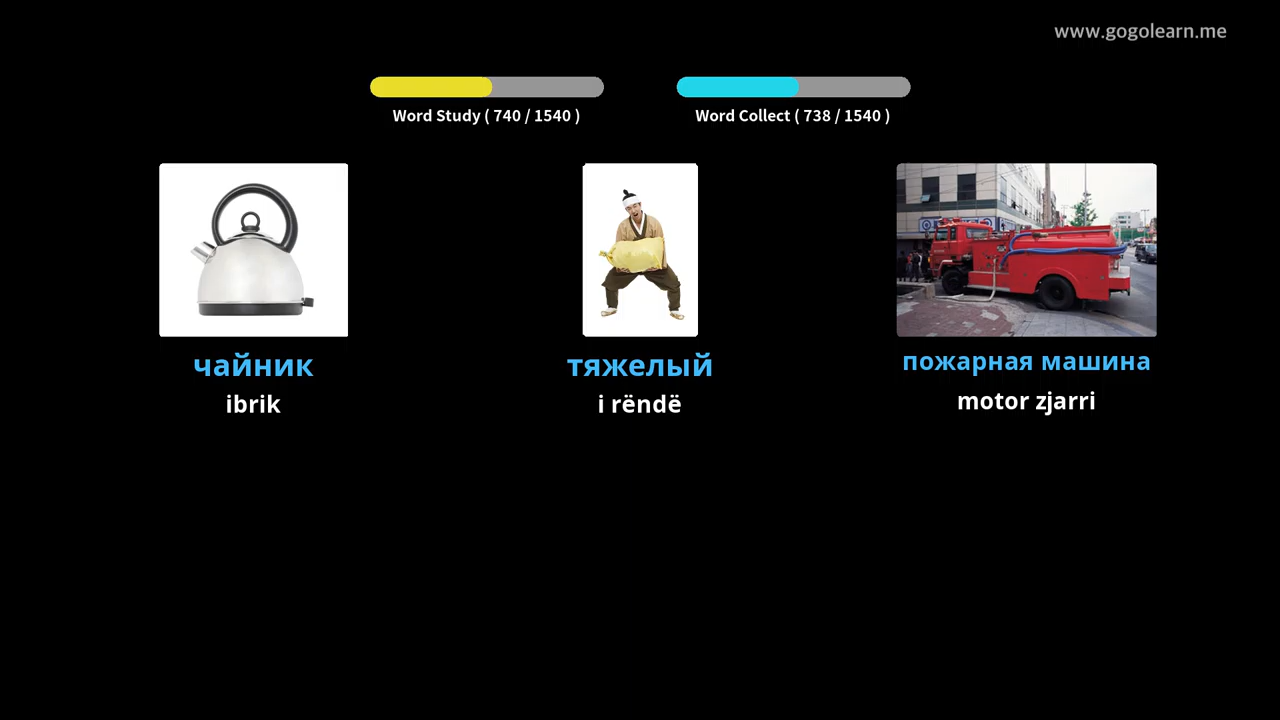 www.gogolearn.me
Word Study ( 740 / 1540 )
Word Collect ( 738 / 1540 )
чайник
ibrik
тяжелый
i rëndë
пожарная машина
motor zjarri